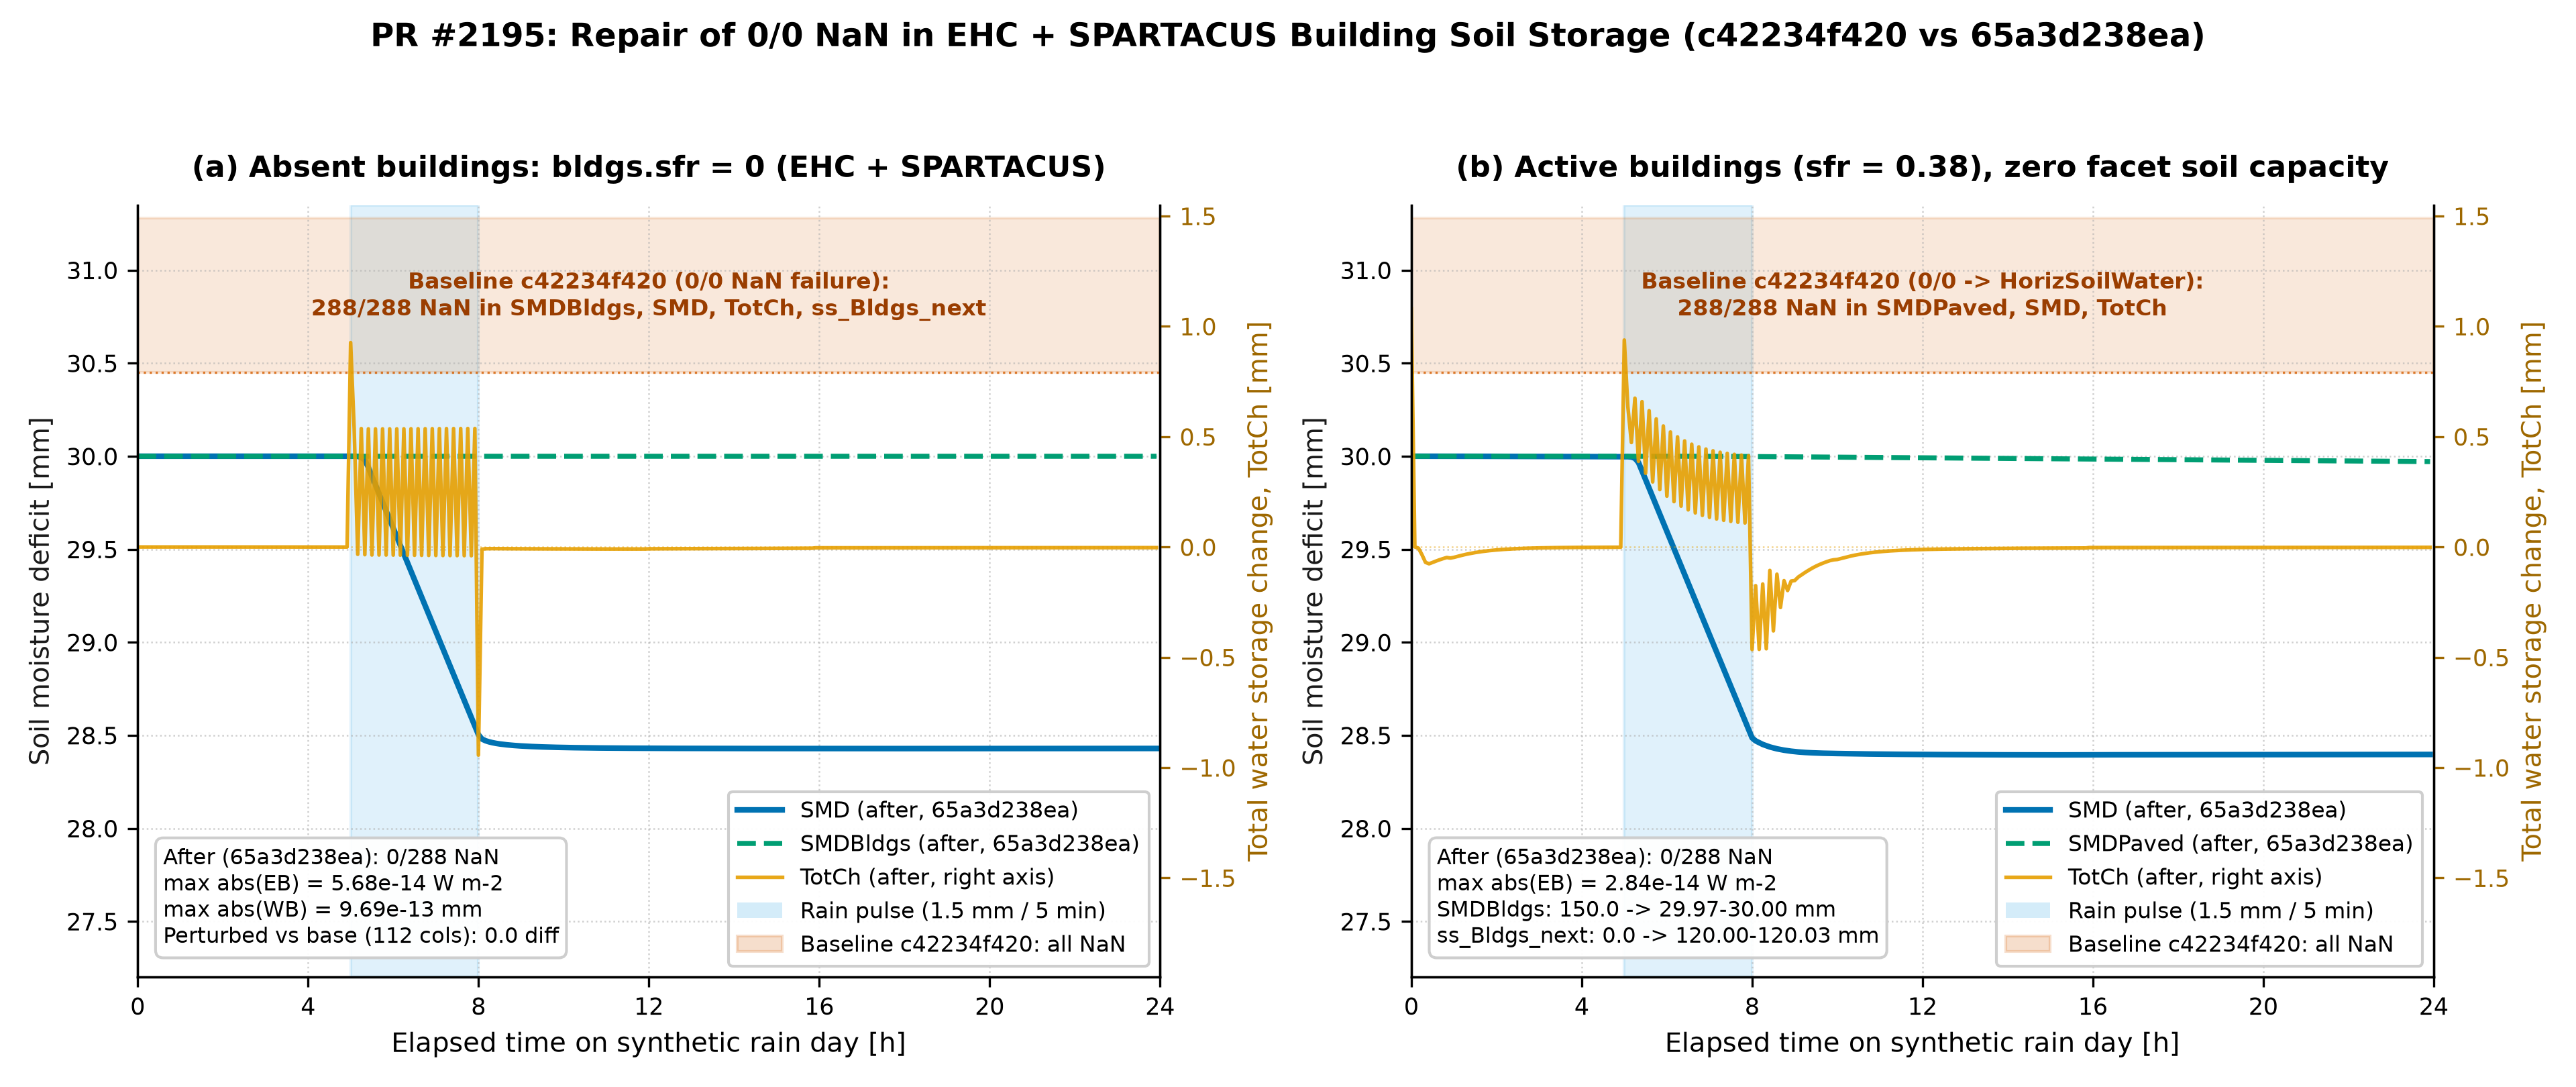 PR #2195: Repair of 0/0 NaN in EHC + SPARTACUS Building Soil Storage (c42234f420 vs 65a3d238ea)
(a) Absent buildings: bldgs.sfr = 0 (EHC + SPARTACUS)
Baseline c42234f420 (0/0 NaN failure):
288/288 NaN in SMDBldgs, SMD, TotCh, ss_Bldgs_next
Soil moisture deficit [mm]
31.0
30.5
30.0
29.5
29.0
28.5
28.0
27.5
Total water storage change, TotCh [mm]
1.5
1.0
0.5
0.0
−0.5
−1.0
−1.5
After (65a3d238ea): 0/288 NaN
max abs(EB) = 5.68e-14 W m-2
max abs(WB) = 9.69e-13 mm
Perturbed vs base (112 cols): 0.0 diff
SMD (after, 65a3d238ea)
SMDBldgs (after, 65a3d238ea)
TotCh (after, right axis)
Rain pulse (1.5 mm / 5 min)
Baseline c42234f420: all NaN
0 4 8 12 16 20 24
Elapsed time on synthetic rain day [h]
(b) Active buildings (sfr = 0.38), zero facet soil capacity
Baseline c42234f420 (0/0 -> HorizSoilWater):
288/288 NaN in SMDPaved, SMD, TotCh
Soil moisture deficit [mm]
31.0
30.5
30.0
29.5
29.0
28.5
28.0
27.5
Total water storage change, TotCh [mm]
1.5
1.0
0.5
0.0
−0.5
−1.0
−1.5
After (65a3d238ea): 0/288 NaN
max abs(EB) = 2.84e-14 W m-2
SMDBldgs: 150.0 -> 29.97-30.00 mm
ss_Bldgs_next: 0.0 -> 120.00-120.03 mm
SMD (after, 65a3d238ea)
SMDPaved (after, 65a3d238ea)
TotCh (after, right axis)
Rain pulse (1.5 mm / 5 min)
Baseline c42234f420: all NaN
0 4 8 12 16 20 24
Elapsed time on synthetic rain day [h]